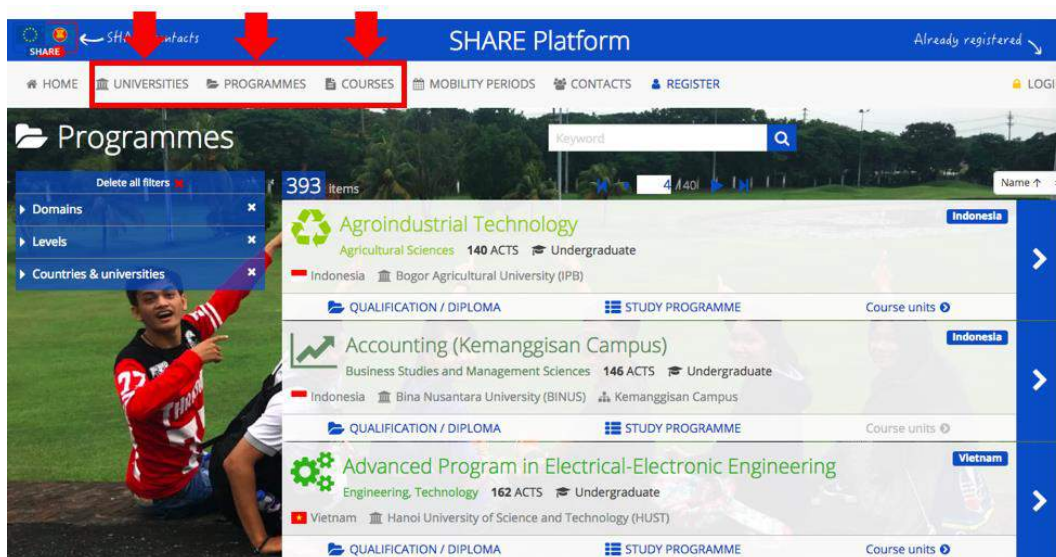 SHARE
SHARE Platform
Already registered
HOME UNIVERSITIES PROGRAMMES COURSES MOBILITY PERIODS CONTACTS REGISTER
Programmes
Keyword
Delete all filters
Domains
Levels
Countries & universities
393 items
4 / 40
Name
Agroindustrial Technology
Indonesia
Agricultural Sciences 140 ACTS Undergraduate
Indonesia Bogor Agricultural University (IPB)
QUALIFICATION / DIPLOMA STUDY PROGRAMME Course units
Accounting (Kemanggisan Campus)
Indonesia
Business Studies and Management Sciences 146 ACTS Undergraduate
Indonesia Bina Nusantara University (BINUS) Kemanggisan Campus
QUALIFICATION / DIPLOMA STUDY PROGRAMME Course units
Advanced Program in Electrical-Electronic Engineering
Vietnam
Engineering, Technology 162 ACTS Undergraduate
Vietnam Hanoi University of Science and Technology (HUST)
QUALIFICATION / DIPLOMA STUDY PROGRAMME Course units